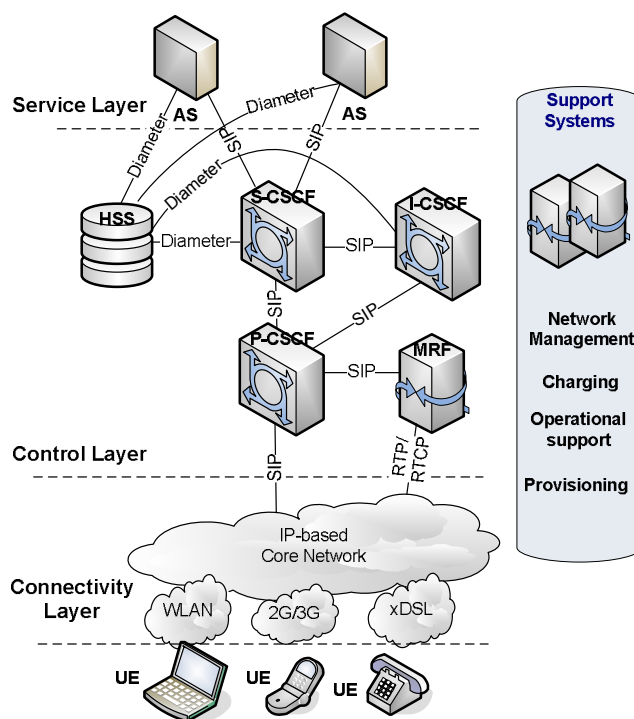 Service Layer
AS
AS
Diameter
Diameter
SIP
SIP
Diameter
HSS
S-CSCF
I-CSCF
Diameter
SIP
SIP
SIP
P-CSCF
MRF
SIP
Control Layer
SIP
RTP/
RTCP
IP-based
Core Network
Connectivity
Layer
WLAN
2G/3G
xDSL
UE
UE
UE
Support
Systems
Network
Management
Charging
Operational
support
Provisioning